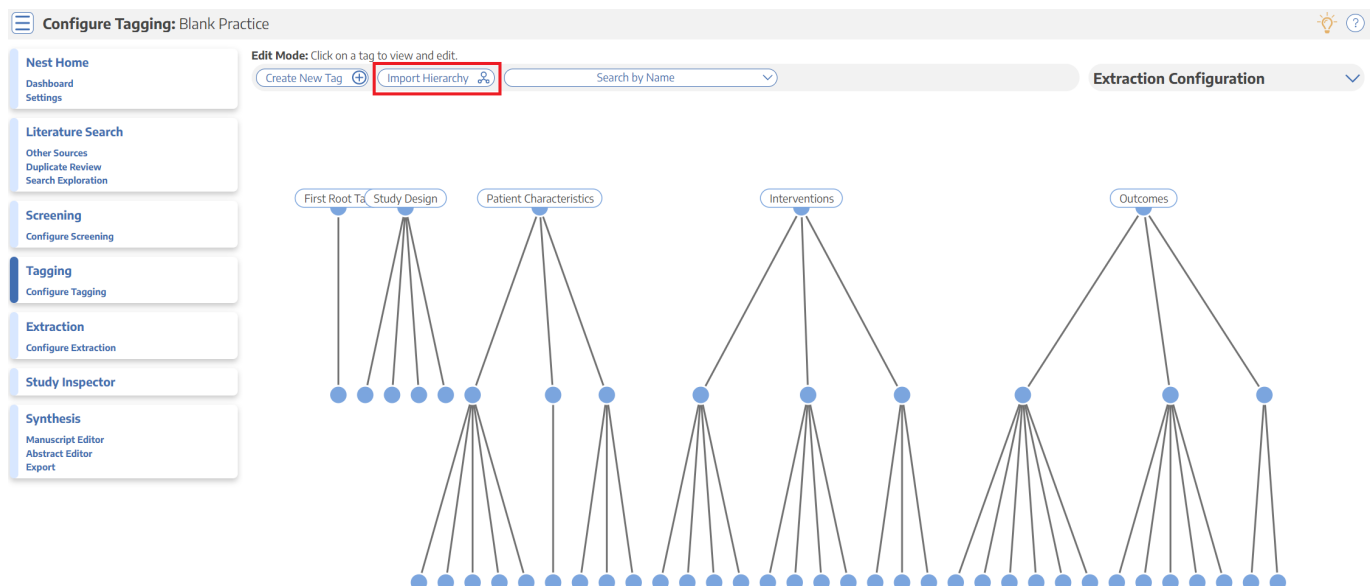 Configure Tagging: Blank Practice
?
Nest Home
Dashboard
Settings
Literature Search
Other Sources
Duplicate Review
Search Exploration
Screening
Configure Screening
Tagging
Configure Tagging
Extraction
Configure Extraction
Study Inspector
Synthesis
Manuscript Editor
Abstract Editor
Export
Edit Mode: Click on a tag to view and edit.
Create New Tag
Import Hierarchy
Search by Name
Extraction Configuration
First Root Ta
Study Design
Patient Characteristics
Interventions
Outcomes